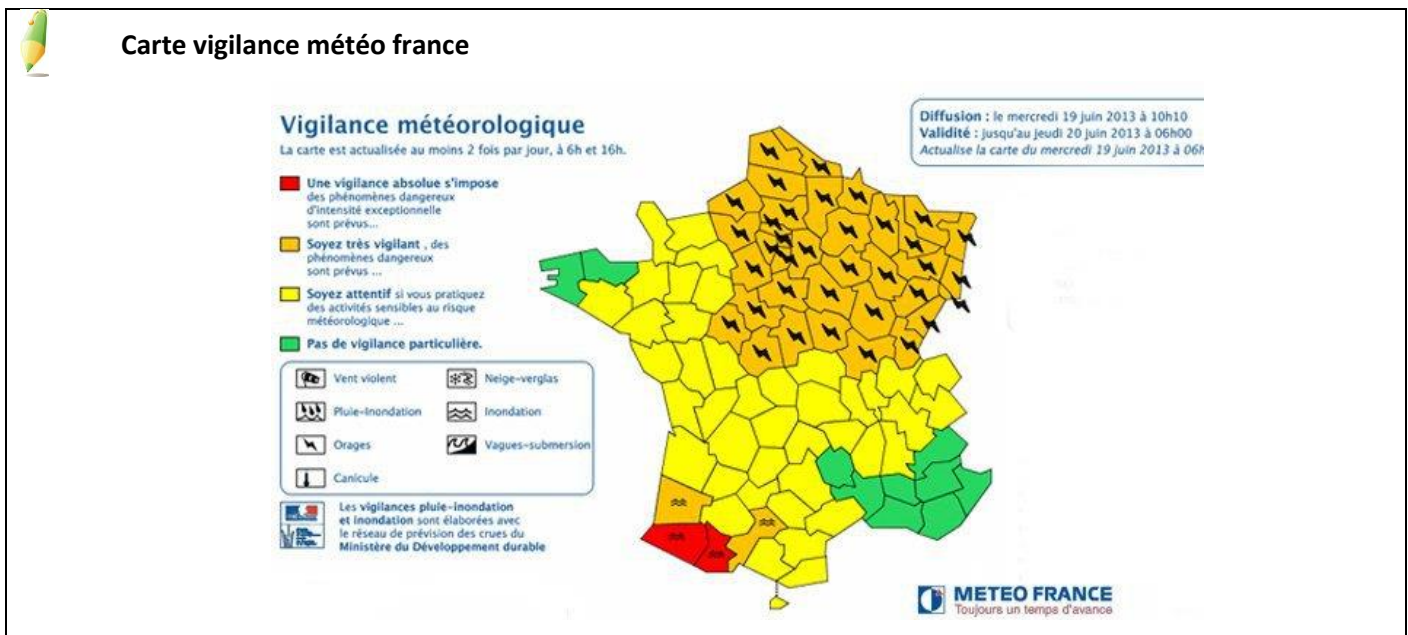 Carte vigilance météo france
Vigilance météorologique
La carte est actualisée au moins 2 fois par jour, à 6h et 16h.
Diffusion : le mercredi 19 juin 2013 à 10h10
Validité : jusqu'au jeudi 20 juin 2013 à 06h00
Actualise la carte du mercredi 19 juin 2013 à 06h
Une vigilance absolue s'impose
des phénomènes dangereux
d'intensité exceptionnelle
sont prévus...
Soyez très vigilant , des
phénomènes dangereux
sont prévus ...
Soyez attentif si vous pratiquez
des activités sensibles au risque
météorologique ...
Pas de vigilance particulière.
Vent violent
Neige-verglas
Pluie-Inondation
Inondation
Orages
Vagues-submersion
Canicule
Les vigilances pluie-inondation
et inondation sont élaborées avec
le réseau de prévision des crues du
Ministère du Développement durable
METEO FRANCE
Toujours un temps d'avance